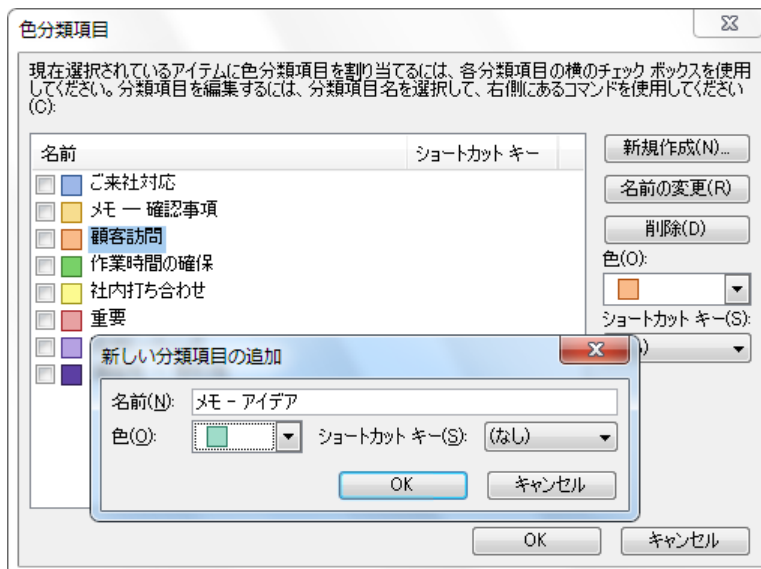 色分類項目
現在選択されているアイテムに色分類項目を割り当てるには、各分類項目の横のチェック ボックスを使用
してください。分類項目を編集するには、分類項目名を選択して、右側にあるコマンドを使用してください
(C):
名前 ショートカット キー
新規作成(N)...
ご来社対応
名前の変更(R)
メモ ー 確認事項
顧客訪問
削除(D)
作業時間の確保
色(O):
社内打ち合わせ
重要
ショートカット キー(S):
新しい分類項目の追加
名前(N): メモ - アイデア
色(O): ショートカット キー(S): (なし)
OK キャンセル
OK キャンセル